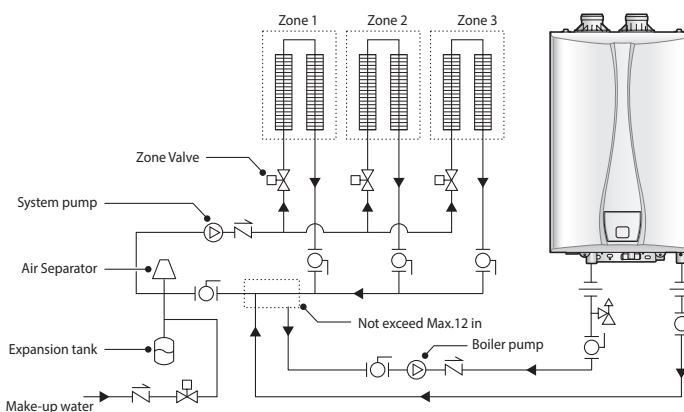 Zone 1
Zone 2
Zone 3
Zone Valve
System pump
Air Separator
Not exceed Max.12 in
Boiler pump
Expansion tank
Make-up water